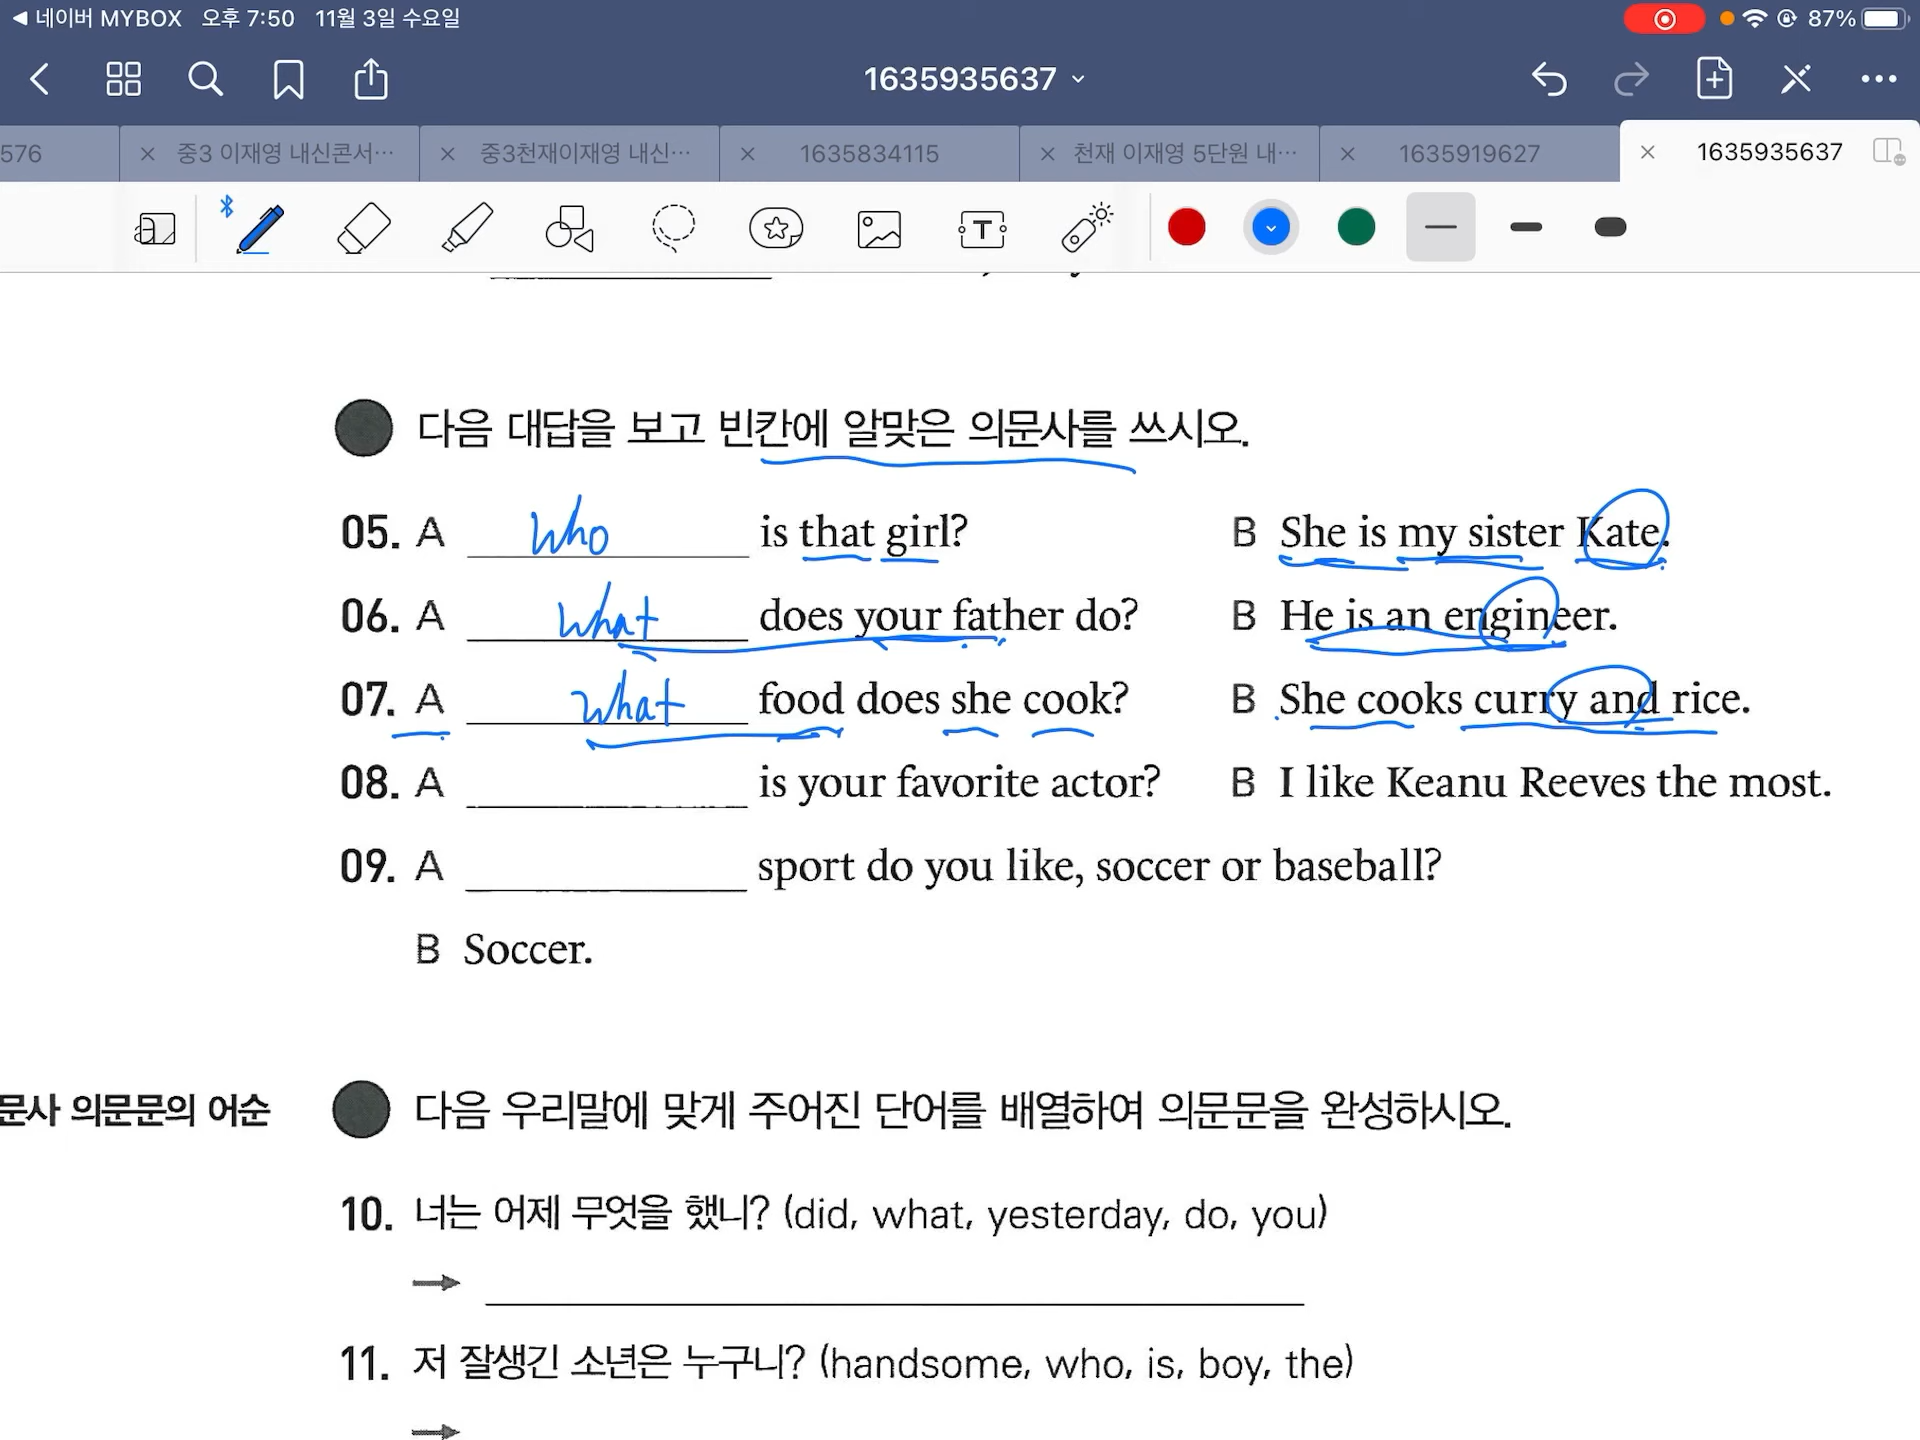 ◀ 네이버 MYBOX 오후 7:50 11월 3일 수요일 87%
1635935637
576 × 중3 이재영 내신콘서··· × 중3천재이재영 내신··· × 1635834115 × 천재 이재영 5단원 내··· × 1635919627 × 1635935637
다음 대답을 보고 빈칸에 알맞은 의문사를 쓰시오.
05. A who is that girl? B She is my sister Kate.
06. A what does your father do? B He is an engineer.
07. A what food does she cook? B She cooks curry and rice.
08. A is your favorite actor? B I like Keanu Reeves the most.
09. A sport do you like, soccer or baseball?
B Soccer.
문사 의문문의 어순
다음 우리말에 맞게 주어진 단어를 배열하여 의문문을 완성하시오.
10. 너는 어제 무엇을 했니? (did, what, yesterday, do, you)
→
11. 저 잘생긴 소년은 누구니? (handsome, who, is, boy, the)
→